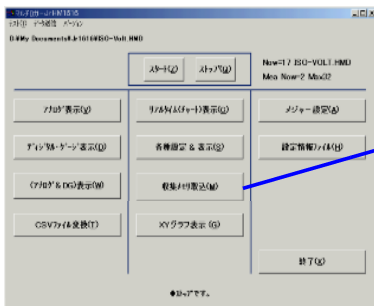 D:¥My Documents¥Jr1616¥ISO-Volt.HMD
ｽﾀｰﾄ(Z) ｽﾄｯﾌﾟ(Q)
Now=17 ISO-VOLT.HMD
Mea Now=2 Max32
ｱﾅﾛｸﾞ表示(V) ﾘｱﾙﾀｲﾑ(ﾁｬｰﾄ)表示(C) ﾒｼﾞｬｰ設定(A)
ﾃﾞｨｼﾞﾀﾙ･ｹﾞｰｼﾞ表示(D) 各種設定 & 表示(S) 設定情報ﾌｧｲﾙ(H)
(ｱﾅﾛｸﾞ& DG)表示(W) 収集ﾒﾓﾘ取込(M)
CSVﾌｧｲﾙ変換(T) XYグラフ表示 (G)
終了(X)
◆ｽﾄｯﾌﾟです。